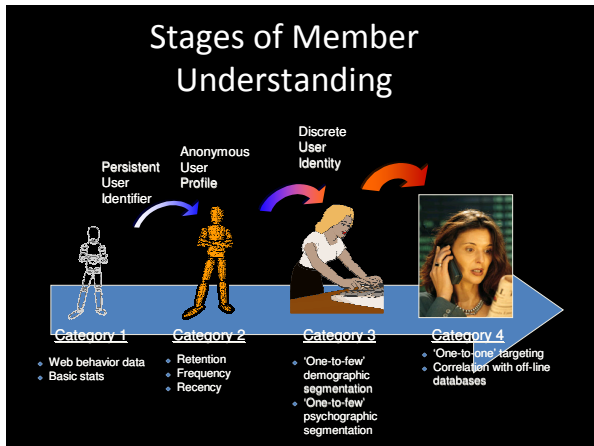 Stages of Member
Understanding
Persistent
User
Identifier
Anonymous
User
Profile
Discrete
User
Identity
Category 1
Web behavior data
Basic stats
Category 2
Retention
Frequency
Recency
Category 3
‘One-to-few’
demographic
segmentation
‘One-to-few’
psychographic
segmentation
Category 4
‘One-to-one’ targeting
Correlation with off-line
databases